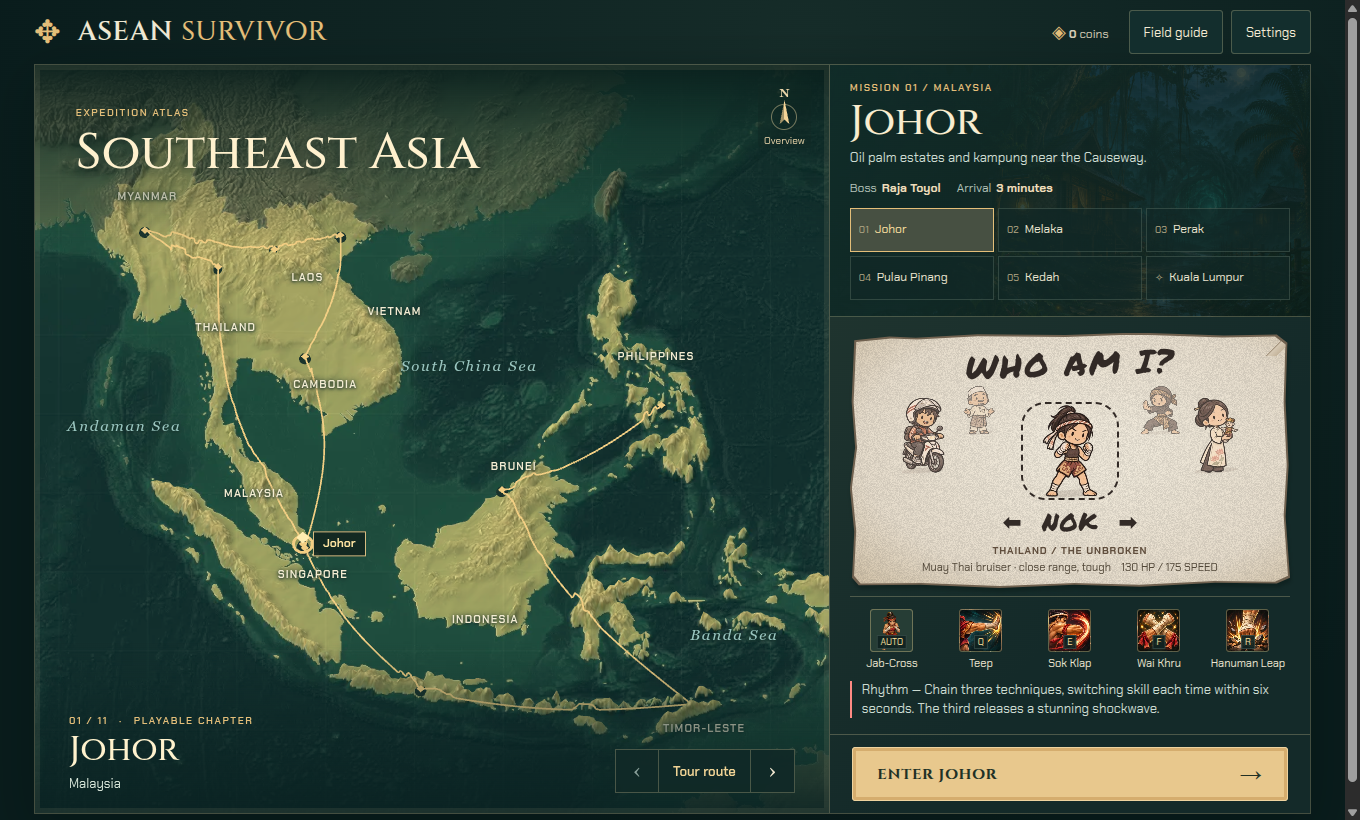 ASEAN SURVIVOR
0 coins
Field guide
Settings
EXPEDITION ATLAS
SOUTHEAST ASIA
N
Overview
MYANMAR
LAOS
VIETNAM
THAILAND
PHILIPPINES
South China Sea
CAMBODIA
Andaman Sea
BRUNEI
MALAYSIA
Johor
SINGAPORE
INDONESIA
Banda Sea
TIMOR-LESTE
01 / 11 · PLAYABLE CHAPTER
JOHOR
Malaysia
‹ Tour route ›
MISSION 01 / MALAYSIA
JOHOR
Oil palm estates and kampung near the Causeway.
Boss Raja Toyol Arrival 3 minutes
01 Johor
02 Melaka
03 Perak
04 Pulau Pinang
05 Kedah
✧ Kuala Lumpur
WHO AM I?
← NOK →
THAILAND / THE UNBROKEN
Muay Thai bruiser · close range, tough 130 HP / 175 SPEED
AUTO
Q
E
F
R
Jab-Cross
Teep
Sok Klap
Wai Khru
Hanuman Leap
Rhythm — Chain three techniques, switching skill each time within six
seconds. The third releases a stunning shockwave.
ENTER JOHOR →